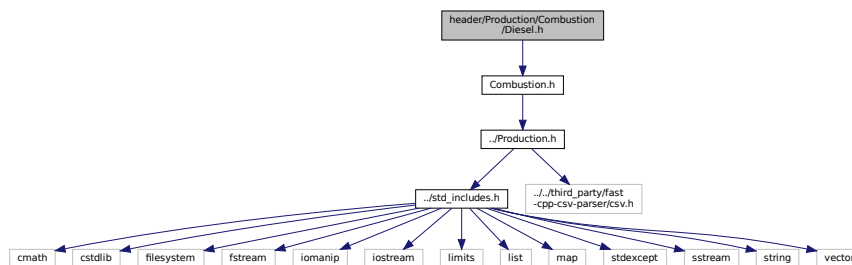 header/Production/Combustion
/Diesel.h
Combustion.h
../Production.h
../std_includes.h
../../third_party/fast
-cpp-csv-parser/csv.h
cmath
cstdlib
filesystem
fstream
iomanip
iostream
limits
list
map
stdexcept
sstream
string
vector